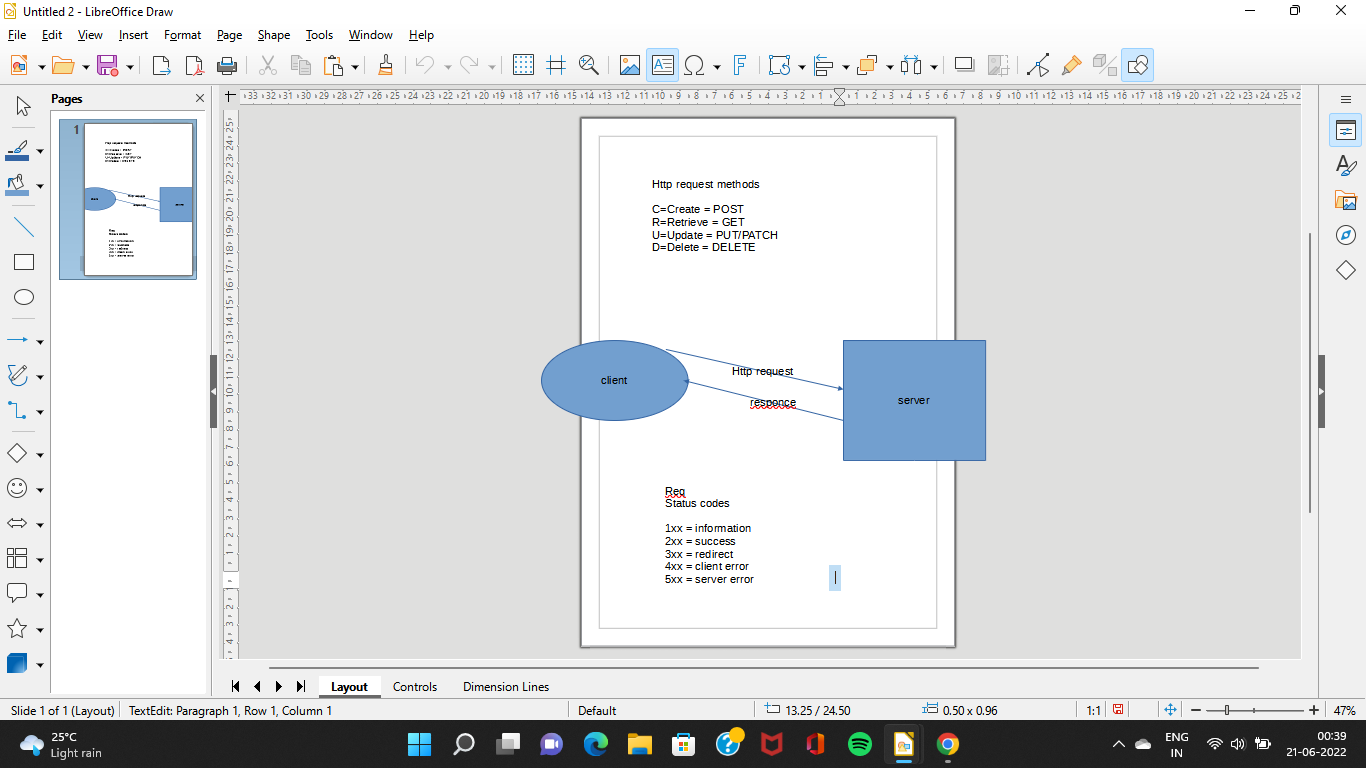 Untitled 2 - LibreOffice Draw
File Edit View Insert Format Page Shape Tools Window Help
Pages
1
Http request methods
C=Create = POST
R=Retrieve = GET
U=Update = PUT/PATCH
D=Delete = DELETE
client
Http request
responce
server
Req
Status codes
1xx = information
2xx = success
3xx = redirect
4xx = client error
5xx = server error
Layout Controls Dimension Lines
Slide 1 of 1 (Layout) TextEdit: Paragraph 1, Row 1, Column 1 Default 13.25 / 24.50 0.50 x 0.96 1:1 47%
25°C
Light rain
ENG
IN
00:39
21-06-2022